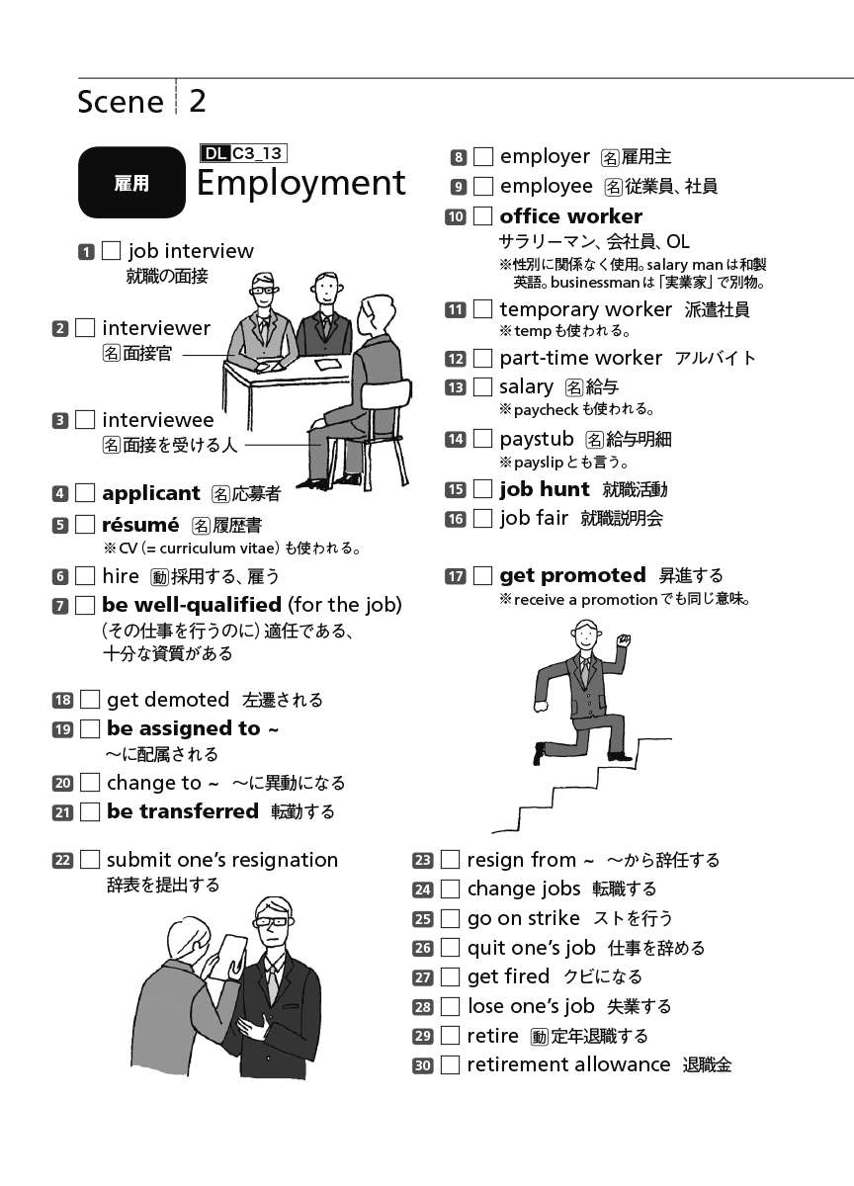 Scene 2
雇用
DL C3_13
Employment
1 job interview
就職の面接
2 interviewer
名 面接官
3 interviewee
名 面接を受ける人
4 applicant 名 応募者
5 résumé 名 履歴書
※CV（= curriculum vitae）も使われる。
6 hire 動 採用する、雇う
7 be well-qualified (for the job)
（その仕事を行うのに）適任である、
十分な資質がある
8 employer 名 雇用主
9 employee 名 従業員、社員
10 office worker
サラリーマン、会社員、OL
※性別に関係なく使用。salary manは和製
英語。businessmanは「実業家」で別物。
11 temporary worker 派遣社員
※tempも使われる。
12 part-time worker アルバイト
13 salary 名 給与
※paycheckも使われる。
14 paystub 名 給与明細
※payslipとも言う。
15 job hunt 就職活動
16 job fair 就職説明会
17 get promoted 昇進する
※receive a promotionでも同じ意味。
18 get demoted 左遷される
19 be assigned to ~
～に配属される
20 change to ~ ～に異動になる
21 be transferred 転勤する
22 submit one’s resignation
辞表を提出する
23 resign from ~ ～から辞任する
24 change jobs 転職する
25 go on strike ストを行う
26 quit one’s job 仕事を辞める
27 get fired クビになる
28 lose one’s job 失業する
29 retire 動 定年退職する
30 retirement allowance 退職金